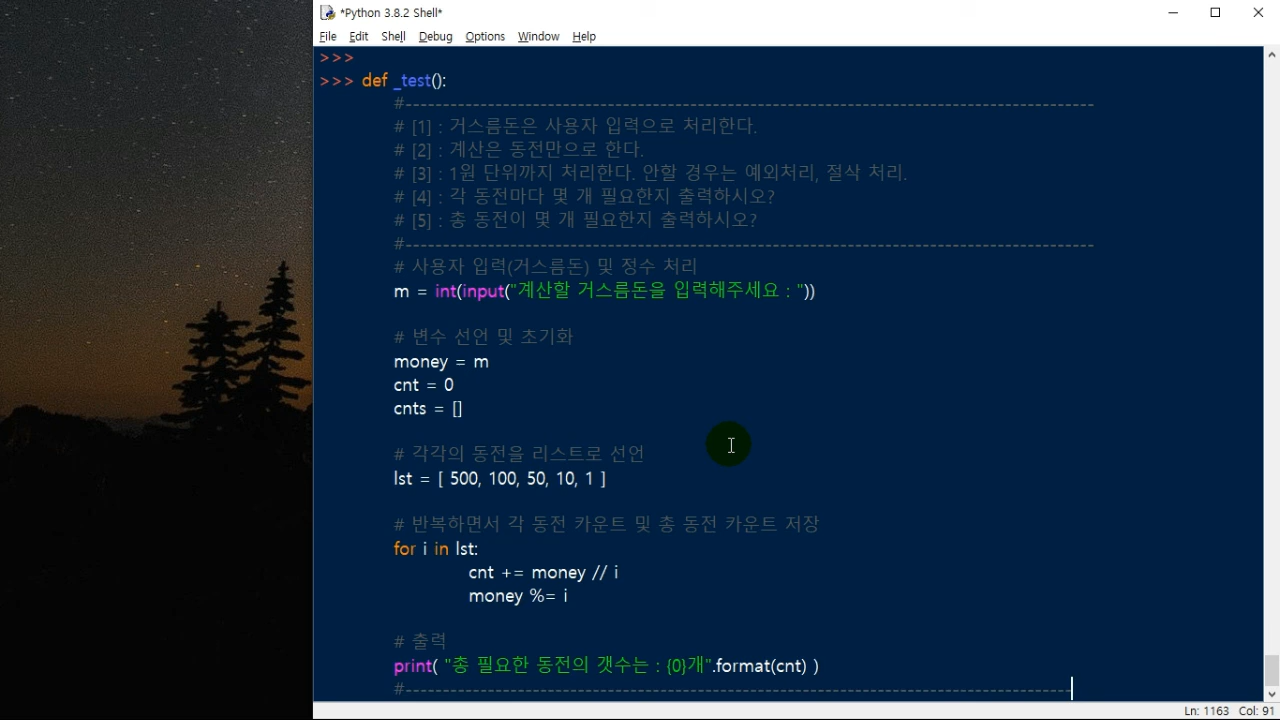 *Python 3.8.2 Shell*
File Edit Shell Debug Options Window Help
>>>
>>> def _test():
#--------------------------------------------------------------------------------------------
# [1] : 거스름돈은 사용자 입력으로 처리한다.
# [2] : 계산은 동전만으로 한다.
# [3] : 1원 단위까지 처리한다. 안할 경우는 예외처리, 절삭 처리.
# [4] : 각 동전마다 몇 개 필요한지 출력하시오?
# [5] : 총 동전이 몇 개 필요한지 출력하시오?
#--------------------------------------------------------------------------------------------
# 사용자 입력(거스름돈) 및 정수 처리
m = int(input("계산할 거스름돈을 입력해주세요 : "))
# 변수 선언 및 초기화
money = m
cnt = 0
cnts = []
# 각각의 동전을 리스트로 선언
lst = [ 500, 100, 50, 10, 1 ]
# 반복하면서 각 동전 카운트 및 총 동전 카운트 저장
for i in lst:
cnt += money // i
money %= i
# 출력
print( "총 필요한 동전의 갯수는 : {0}개".format(cnt) )
#-----------------------------------------------------------------------------------------
Ln: 1163 Col: 91